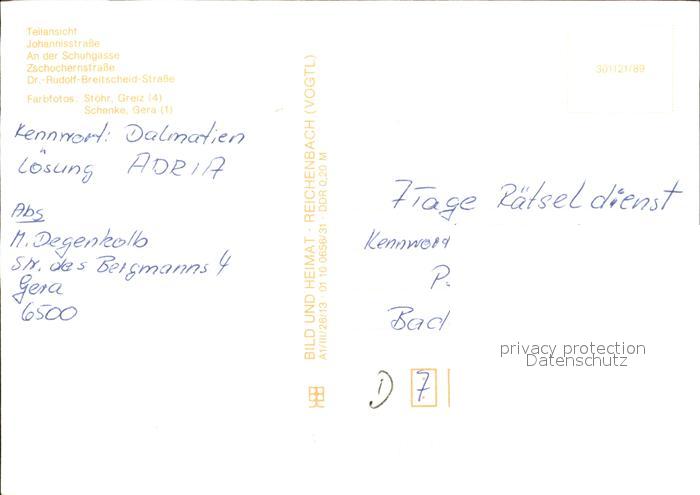 Teilansicht
Johannisstraße
An der Schuhgasse
Zschochernstraße
Dr.-Rudolf-Breitscheid-Straße
Farbfotos: Stöhr, Greiz (4)
Schenke, Gera (1)
Kennwort: Dalmatien
Lösung ADRIA
Abs
M. Degenkolb
Str. des Bergmanns 4
Gera
6500
BILD UND HEIMAT · REICHENBACH (VOGTL)
A1/III/26/13 · 01 10 0656/31 · DDR 0,20 M
301121/89
7 Tage Rätseldienst
Kennwort
P.
Bad
privacy protection
Datenschutz
D 7